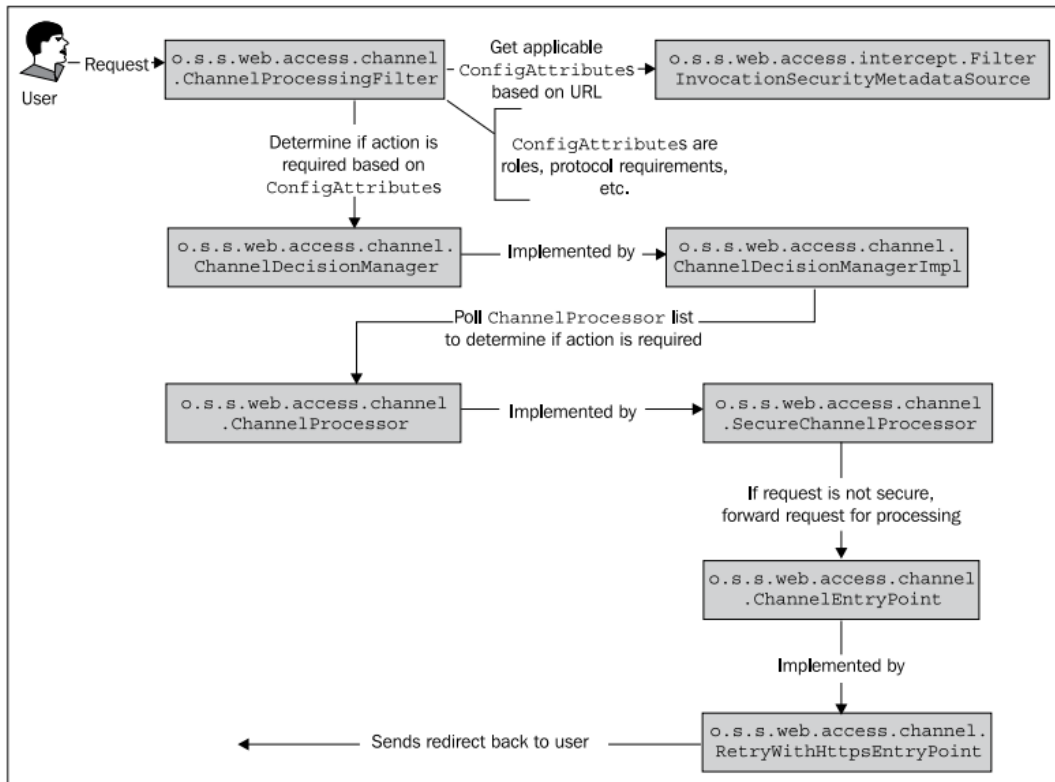 User
Request
o.s.s.web.access.channel
.ChannelProcessingFilter
Get applicable
ConfigAttributes
based on URL
o.s.s.web.access.intercept.Filter
InvocationSecurityMetadataSource
Determine if action is
required based on
ConfigAttributes
ConfigAttributes are
roles, protocol requirements,
etc.
o.s.s.web.access.channel.
ChannelDecisionManager
Implemented by
o.s.s.web.access.channel.
ChannelDecisionManagerImpl
Poll ChannelProcessor list
to determine if action is required
o.s.s.web.access.channel
.ChannelProcessor
Implemented by
o.s.s.web.access.channel
.SecureChannelProcessor
If request is not secure,
forward request for processing
o.s.s.web.access.channel
.ChannelEntryPoint
Implemented by
o.s.s.web.access.channel.
RetryWithHttpsEntryPoint
Sends redirect back to user